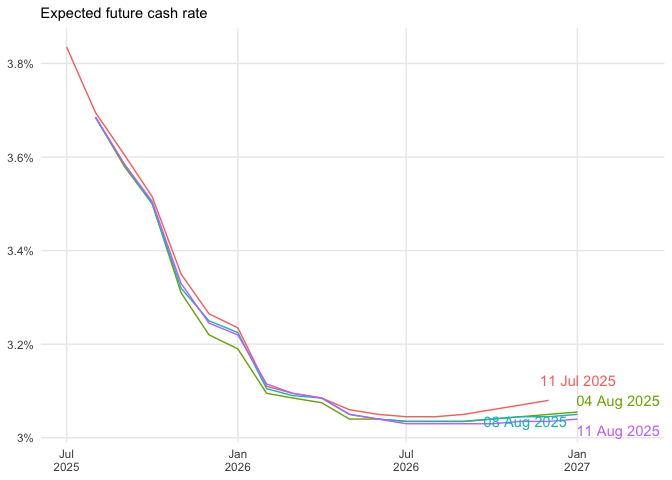 Expected future cash rate
3.8%
3.6%
3.4%
3.2%
3%
11 Jul 2025
04 Aug 2025
08 Aug 2025
11 Aug 2025
Jul Jan Jul Jan
2025 2026 2026 2027